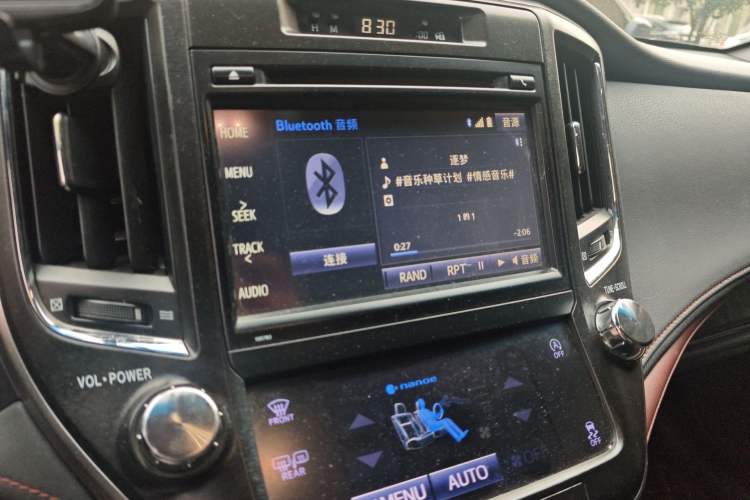 H M 8:30 :00
HOME
MENU
SEEK
TRACK
AUDIO
Bluetooth 音频
音源
逐梦
#音乐种草计划 #情感音乐#
1 的 1
0:27 -2:06
连接
RAND RPT 音频
VOL•POWER
TUNE•SCROLL
nanoe
FRONT
REAR
OFF
OFF
OFF
MENU AUTO